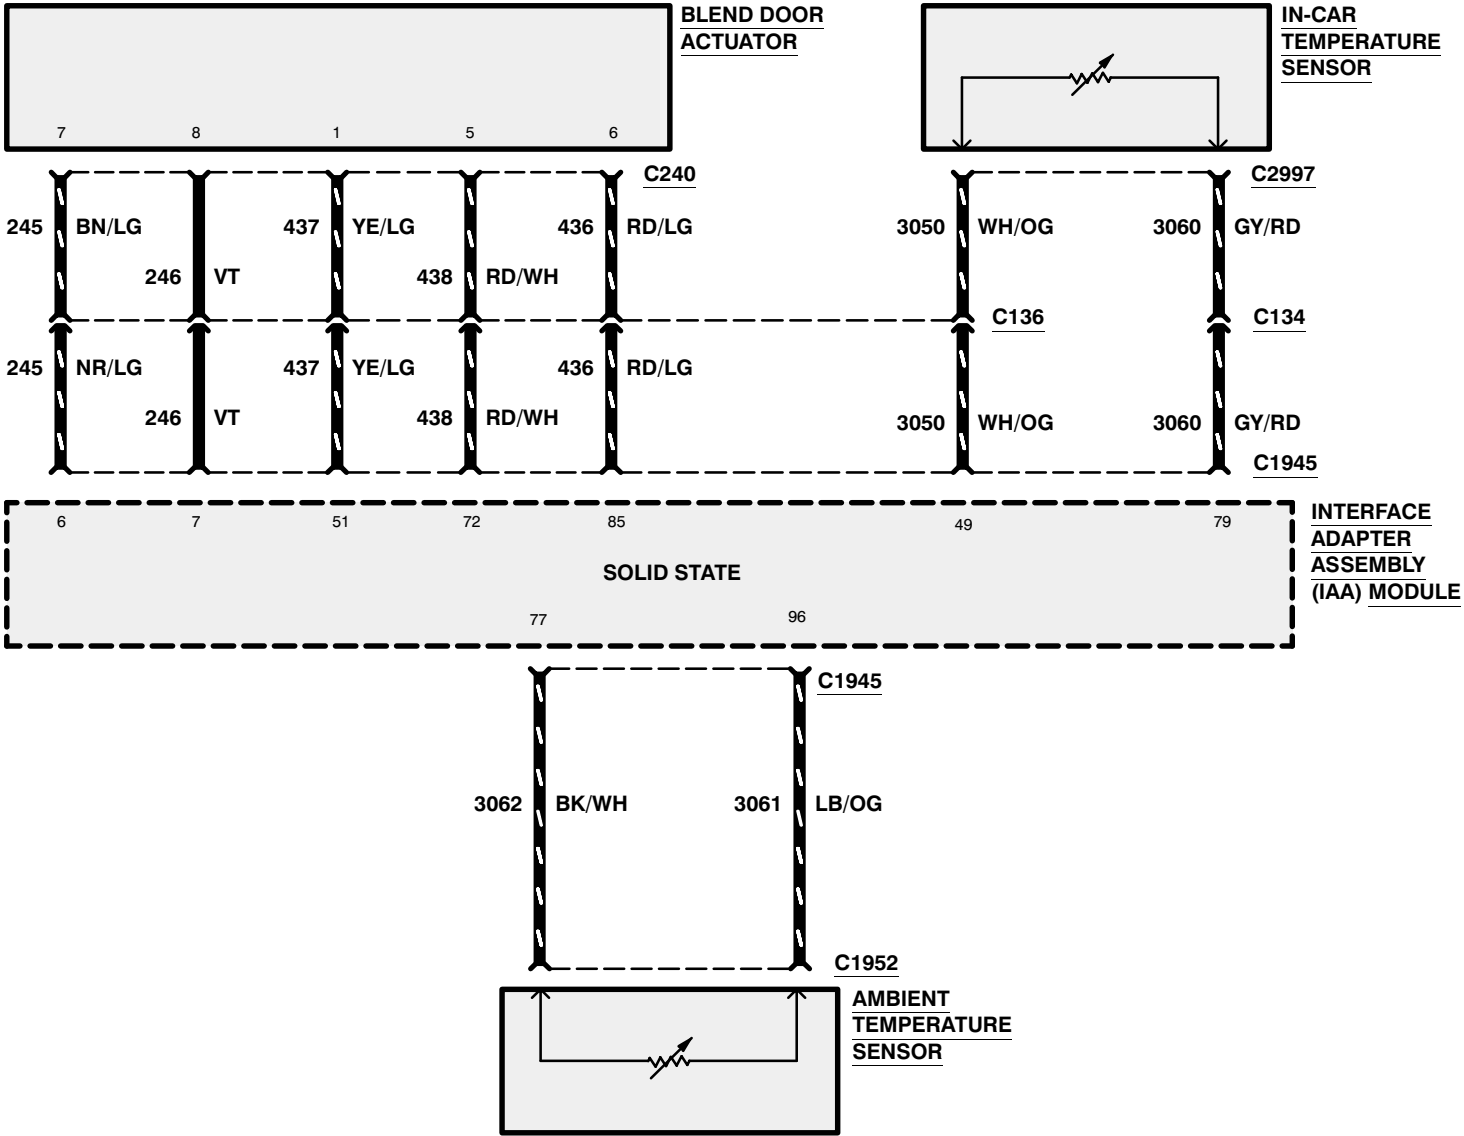 BLEND DOOR
ACTUATOR
IN-CAR
TEMPERATURE
SENSOR
7 8 1 5 6
C240
C2997
245 BN/LG 437 YE/LG 436 RD/LG 3050 WH/OG 3060 GY/RD
246 VT 438 RD/WH
C136
C134
245 NR/LG 437 YE/LG 436 RD/LG
246 VT 438 RD/WH 3050 WH/OG 3060 GY/RD
C1945
6 7 51 72 85 49 79
INTERFACE
ADAPTER
ASSEMBLY
(IAA) MODULE
SOLID STATE
77 96
C1945
3062 BK/WH 3061 LB/OG
C1952
AMBIENT
TEMPERATURE
SENSOR